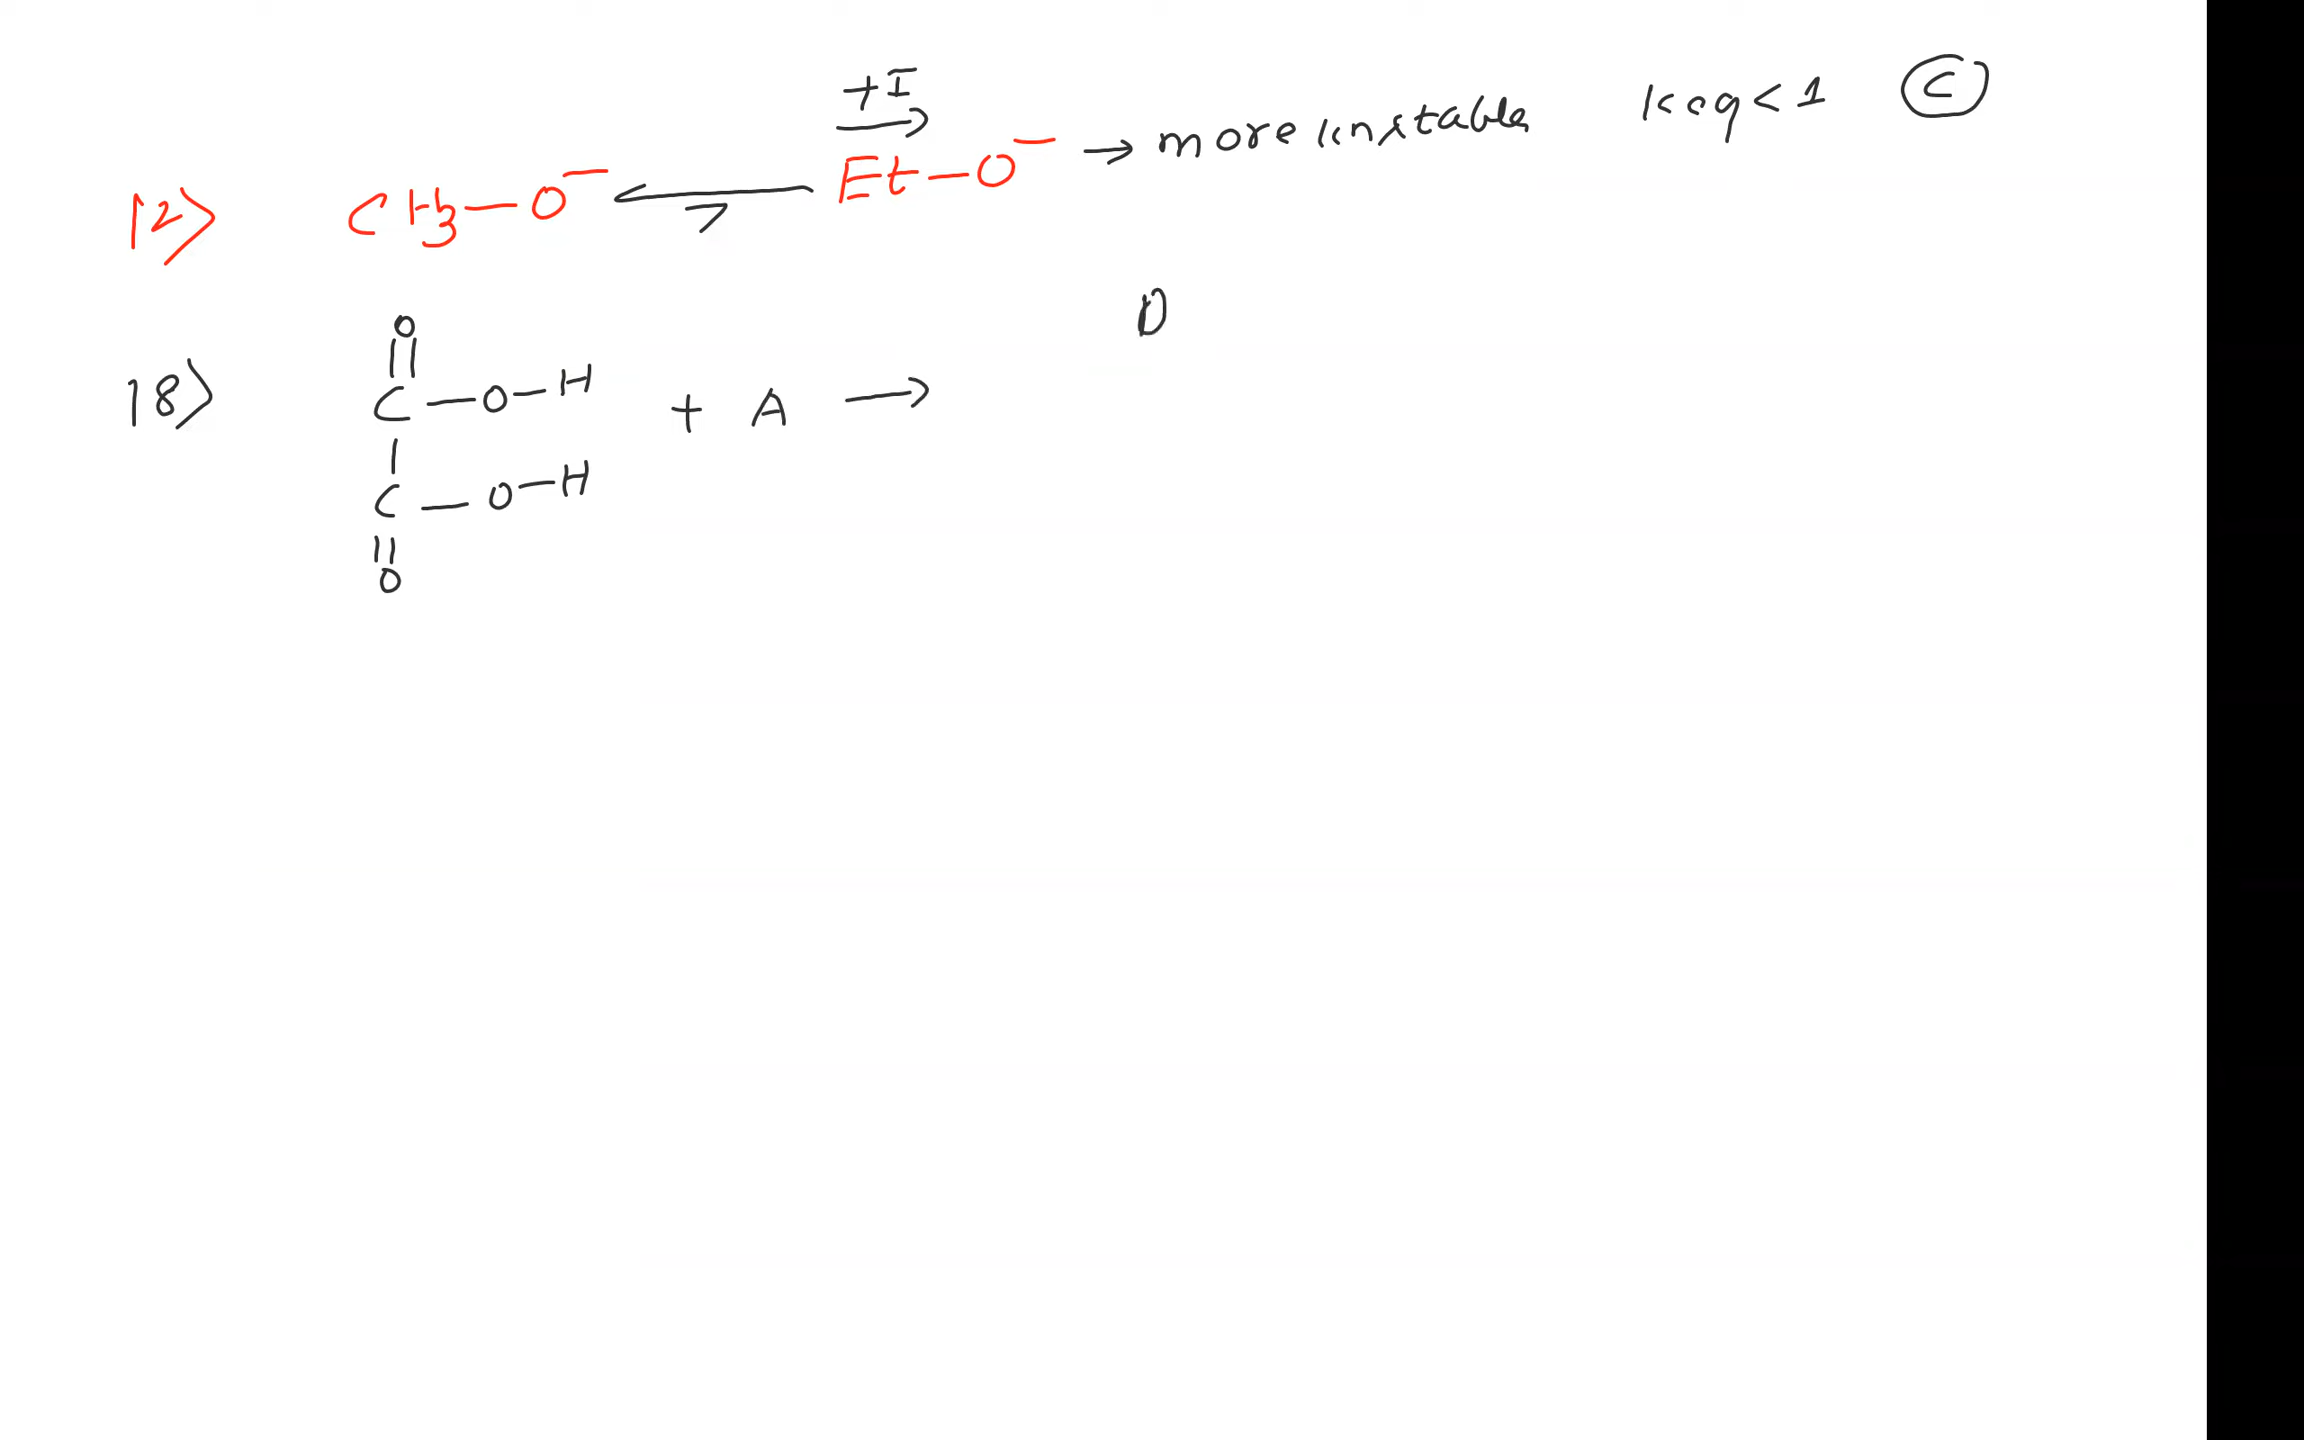 +I
12) CH3–O⁻ ⇌ Et–O⁻ → more unstable Keq < 1 C
D
O
||
18) C–O–H + A →
|
C–O–H
||
O